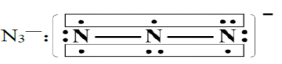 N₃⁻: [:N — N — N:]⁻